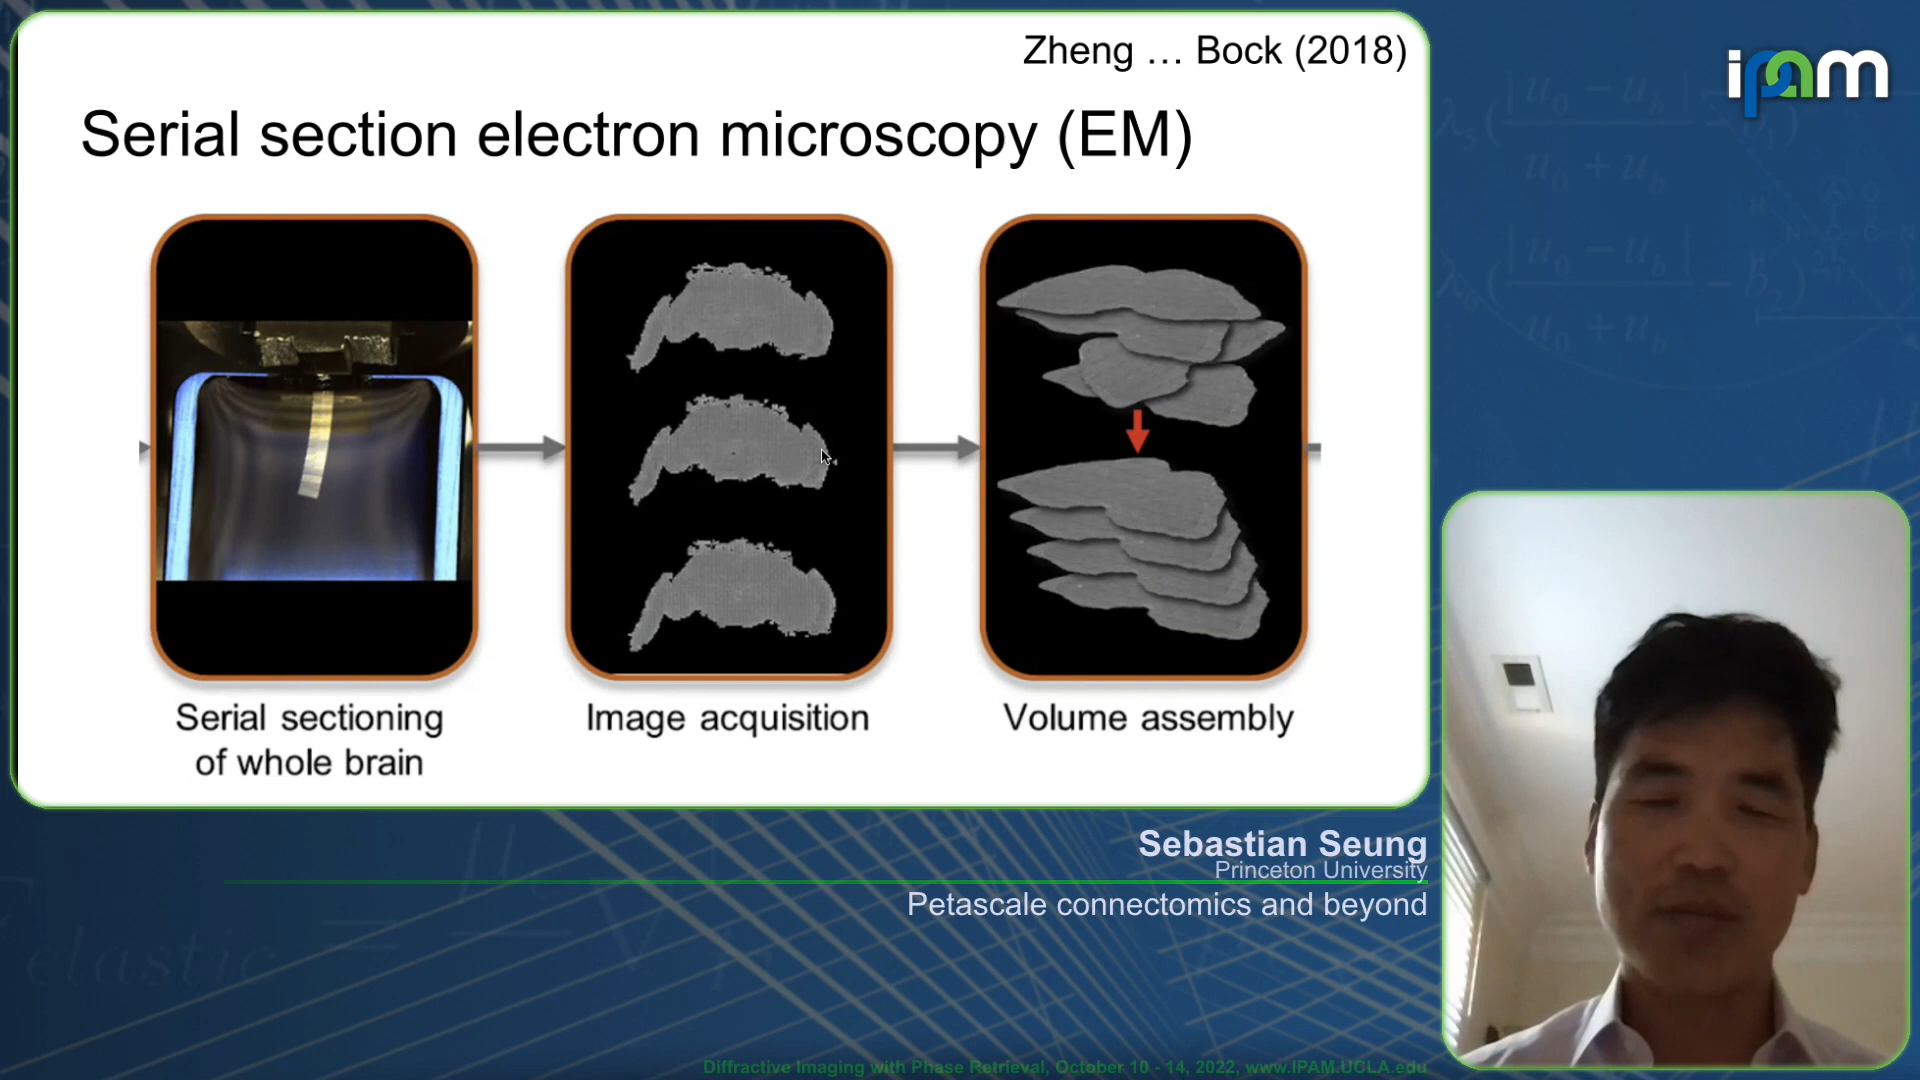 Zheng … Bock (2018)
Serial section electron microscopy (EM)
Serial sectioning
of whole brain
Image acquisition
Volume assembly
ipam
Sebastian Seung
Princeton University
Petascale connectomics and beyond
elastic
Diffractive Imaging with Phase Retrieval, October 10 - 14, 2022, www.IPAM.UCLA.edu